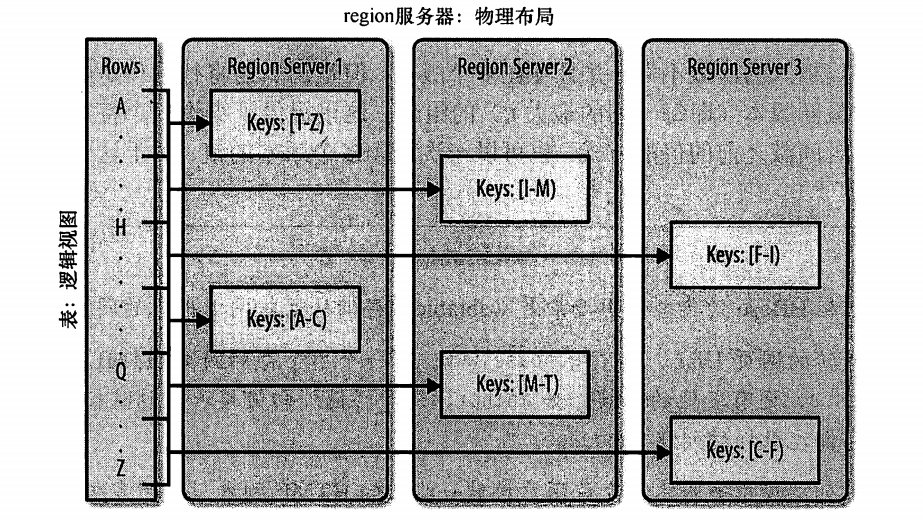 region服务器：物理布局
Rows
Region Server 1
Region Server 2
Region Server 3
表：逻辑视图
A
.
.
.
H
.
.
.
Q
.
.
Z
Keys: [T-Z)
Keys: [I-M)
Keys: [F-I)
Keys: [A-C)
Keys: [M-T)
Keys: [C-F)